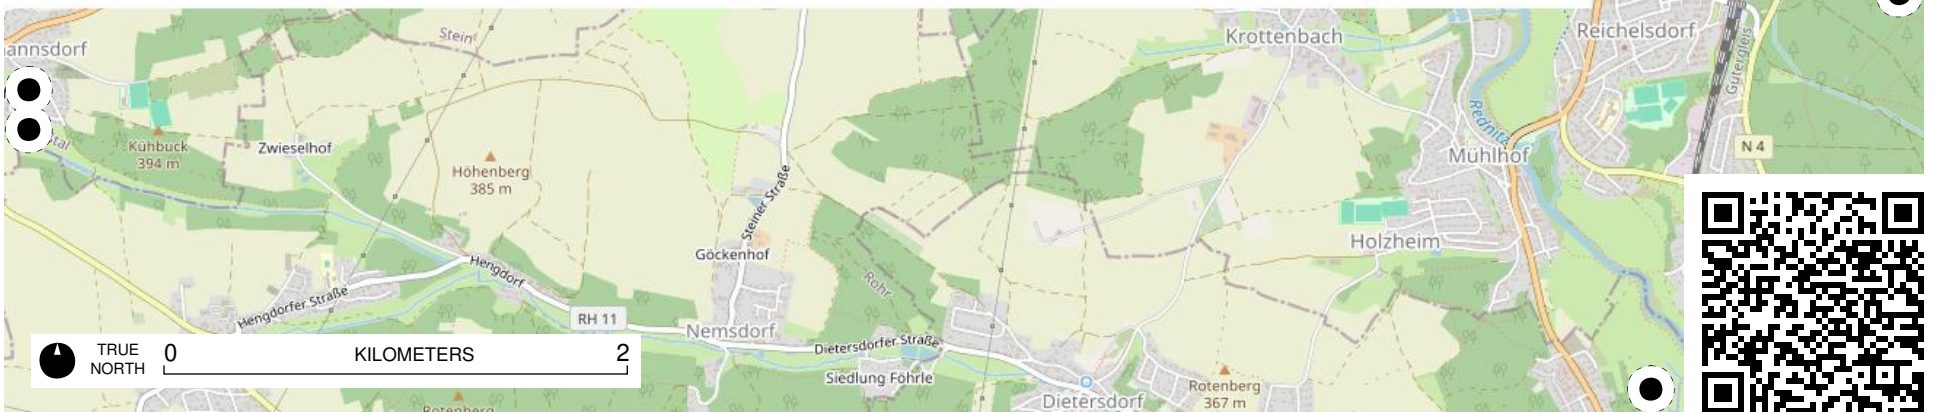 Stein
Krottenbach
Reichelsdorf
annsdorf
Gütergleis
Rednitz
Kühbuck
394 m
Zwieselhof
Mühlhof
N 4
Höhenberg
385 m
Steiner Straße
Göckenhof
Holzheim
Hengdorf
Rohr
Hengdorfer Straße
RH 11
Nemsdorf
Dietersdorfer Straße
TRUE
NORTH
0 KILOMETERS 2
Siedlung Föhrle
Rotenberg
367 m
Dietersdorf
Rotenberg